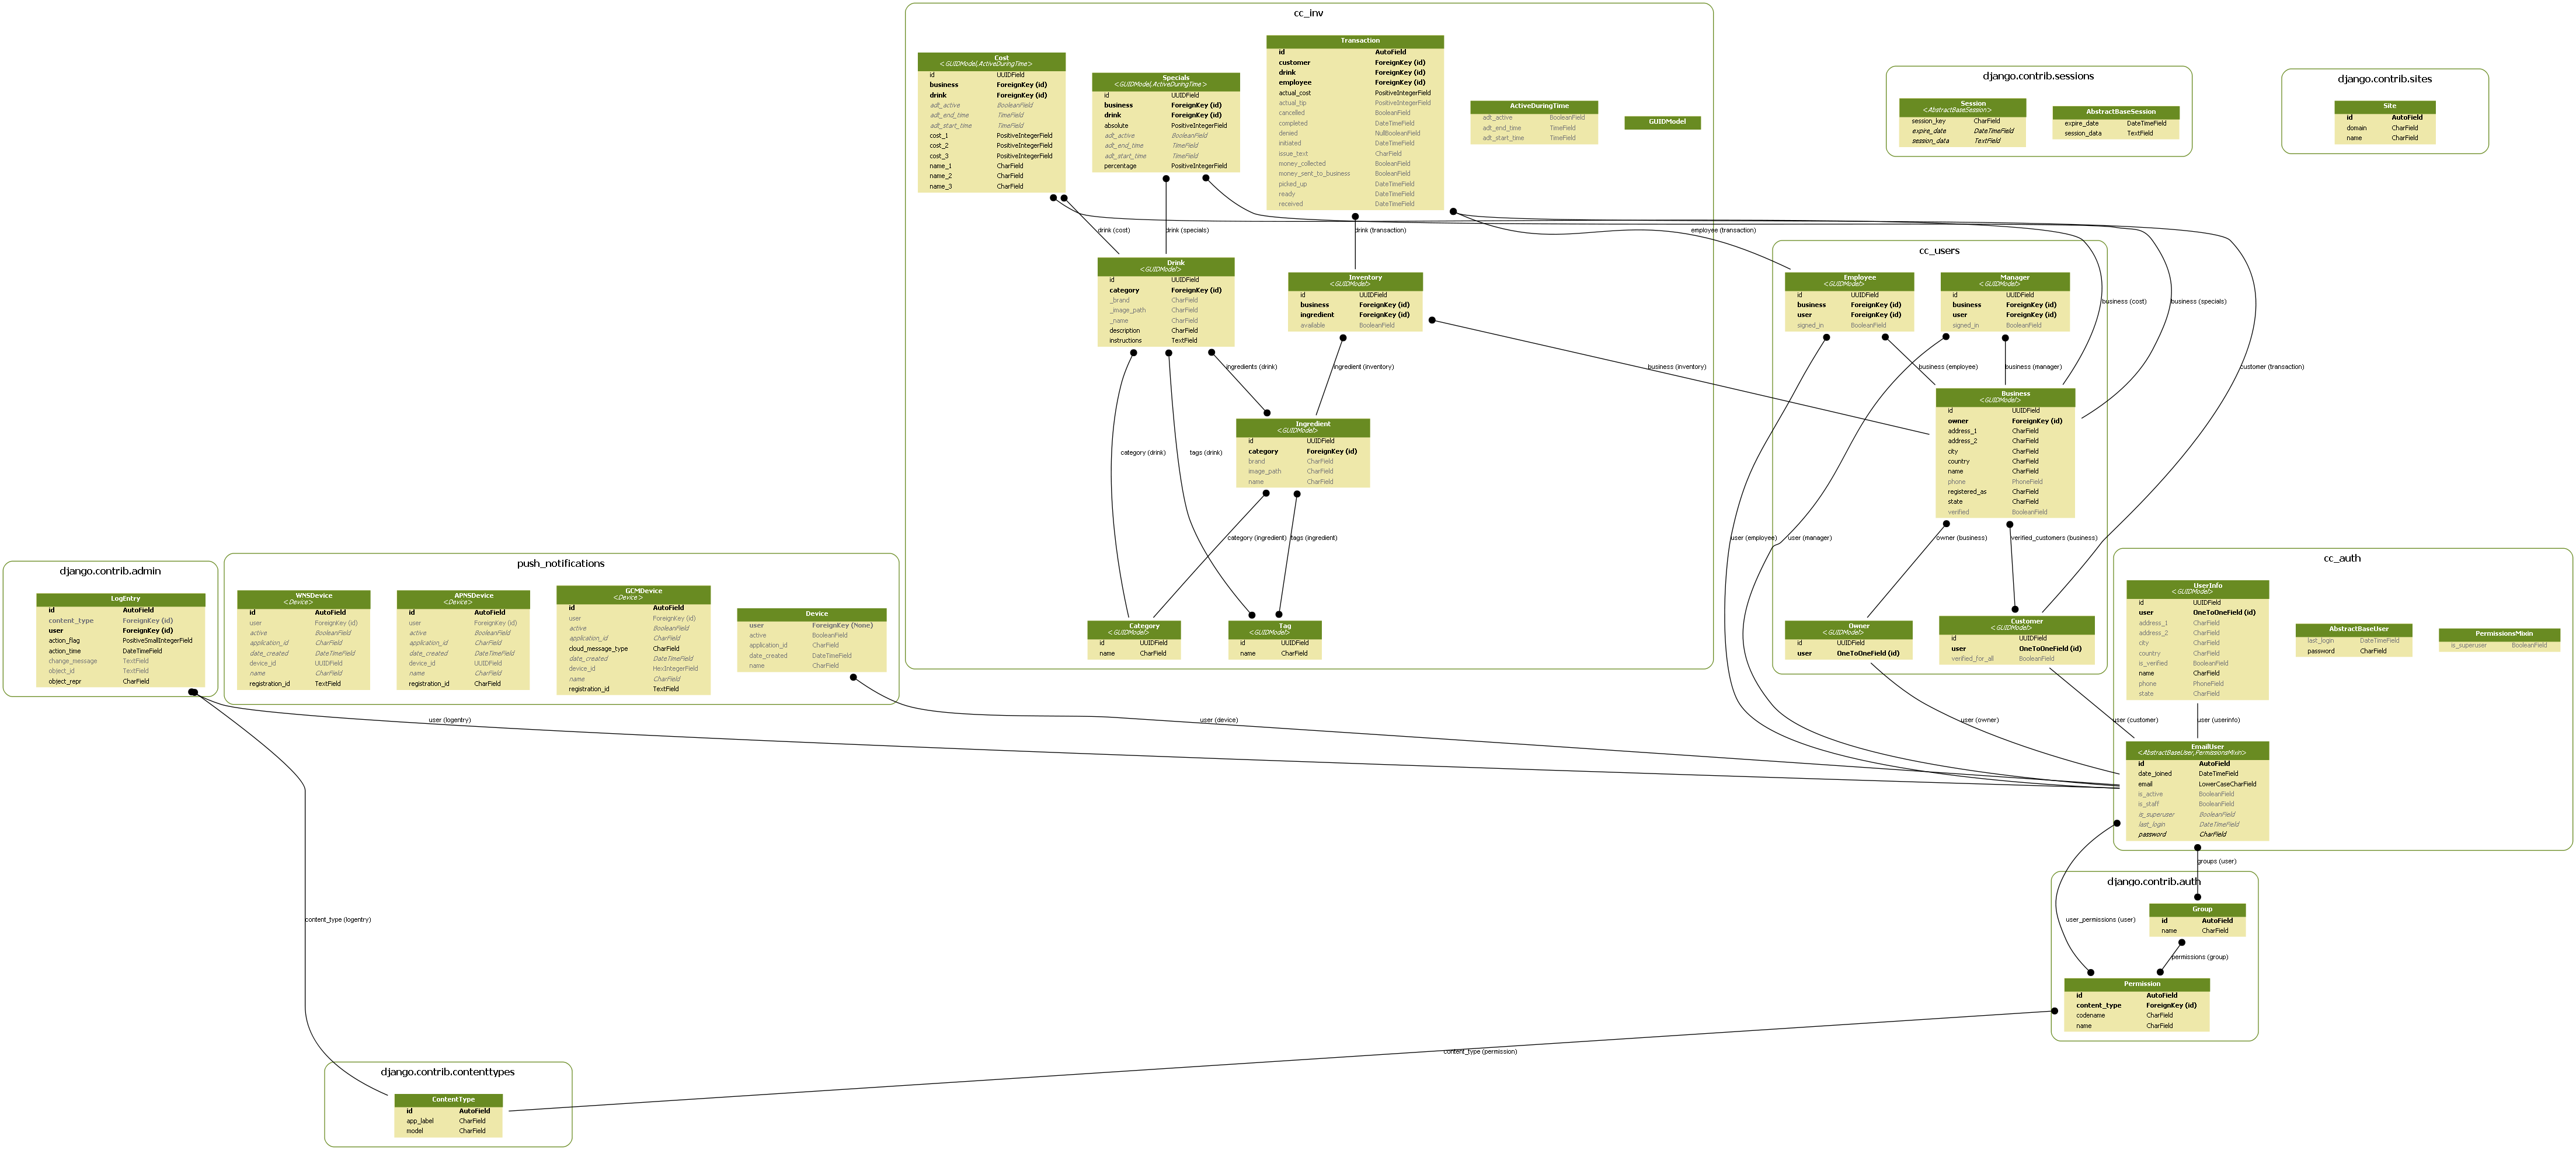 cc_inv
Cost
<GUIDModel,ActiveDuringTime>
id UUIDField
business ForeignKey (id)
drink ForeignKey (id)
adt_active BooleanField
adt_end_time TimeField
adt_start_time TimeField
cost_1 PositiveIntegerField
cost_2 PositiveIntegerField
cost_3 PositiveIntegerField
name_1 CharField
name_2 CharField
name_3 CharField
Specials
<GUIDModel,ActiveDuringTime>
id UUIDField
business ForeignKey (id)
drink ForeignKey (id)
absolute PositiveIntegerField
adt_active BooleanField
adt_end_time TimeField
adt_start_time TimeField
percentage PositiveIntegerField
Transaction
id AutoField
customer ForeignKey (id)
drink ForeignKey (id)
employee ForeignKey (id)
actual_cost PositiveIntegerField
actual_tip PositiveIntegerField
cancelled BooleanField
completed DateTimeField
denied NullBooleanField
initiated DateTimeField
issue_text CharField
money_collected BooleanField
money_sent_to_business BooleanField
picked_up DateTimeField
ready DateTimeField
received DateTimeField
ActiveDuringTime
adt_active BooleanField
adt_end_time TimeField
adt_start_time TimeField
GUIDModel
django.contrib.sessions
Session
<AbstractBaseSession>
session_key CharField
expire_date DateTimeField
session_data TextField
AbstractBaseSession
expire_date DateTimeField
session_data TextField
django.contrib.sites
Site
id AutoField
domain CharField
name CharField
drink (cost)
drink (specials)
drink (transaction)
employee (transaction)
Drink
<GUIDModel>
id UUIDField
category ForeignKey (id)
_brand CharField
_image_path CharField
_name CharField
description CharField
instructions TextField
Inventory
<GUIDModel>
id UUIDField
business ForeignKey (id)
ingredient ForeignKey (id)
available BooleanField
cc_users
Employee
<GUIDModel>
id UUIDField
business ForeignKey (id)
user ForeignKey (id)
signed_in BooleanField
Manager
<GUIDModel>
id UUIDField
business ForeignKey (id)
user ForeignKey (id)
signed_in BooleanField
business (cost)
business (specials)
ingredients (drink)
ingredient (inventory)
business (inventory)
business (employee)
business (manager)
customer (transaction)
Business
<GUIDModel>
id UUIDField
owner ForeignKey (id)
address_1 CharField
address_2 CharField
city CharField
country CharField
name CharField
phone PhoneField
registered_as CharField
state CharField
verified BooleanField
Ingredient
<GUIDModel>
id UUIDField
category ForeignKey (id)
brand CharField
image_path CharField
name CharField
category (drink)
tags (drink)
category (ingredient)
tags (ingredient)
user (employee)
user (manager)
owner (business)
verified_customers (business)
Category
<GUIDModel>
id UUIDField
name CharField
Tag
<GUIDModel>
id UUIDField
name CharField
Owner
<GUIDModel>
id UUIDField
user OneToOneField (id)
Customer
<GUIDModel>
id UUIDField
user OneToOneField (id)
verified_for_all BooleanField
django.contrib.admin
LogEntry
id AutoField
content_type ForeignKey (id)
user ForeignKey (id)
action_flag PositiveSmallIntegerField
action_time DateTimeField
change_message TextField
object_id TextField
object_repr CharField
push_notifications
WNSDevice
<Device>
id AutoField
user ForeignKey (id)
active BooleanField
application_id CharField
date_created DateTimeField
device_id UUIDField
name CharField
registration_id TextField
APNSDevice
<Device>
id AutoField
user ForeignKey (id)
active BooleanField
application_id CharField
date_created DateTimeField
device_id UUIDField
name CharField
registration_id CharField
GCMDevice
<Device>
id AutoField
user ForeignKey (id)
active BooleanField
application_id CharField
cloud_message_type CharField
date_created DateTimeField
device_id HexIntegerField
name CharField
registration_id TextField
Device
user ForeignKey (None)
active BooleanField
application_id CharField
date_created DateTimeField
name CharField
cc_auth
UserInfo
<GUIDModel>
id UUIDField
user OneToOneField (id)
address_1 CharField
address_2 CharField
city CharField
country CharField
is_verified BooleanField
name CharField
phone PhoneField
state CharField
AbstractBaseUser
last_login DateTimeField
password CharField
PermissionsMixin
is_superuser BooleanField
user (logentry)
user (device)
user (owner)
user (customer)
user (userinfo)
EmailUser
<AbstractBaseUser,PermissionsMixin>
id AutoField
date_joined DateTimeField
email LowerCaseCharField
is_active BooleanField
is_staff BooleanField
is_superuser BooleanField
last_login DateTimeField
password CharField
groups (user)
django.contrib.auth
content_type (logentry)
user_permissions (user)
Group
id AutoField
name CharField
permissions (group)
Permission
id AutoField
content_type ForeignKey (id)
codename CharField
name CharField
content_type (permission)
django.contrib.contenttypes
ContentType
id AutoField
app_label CharField
model CharField